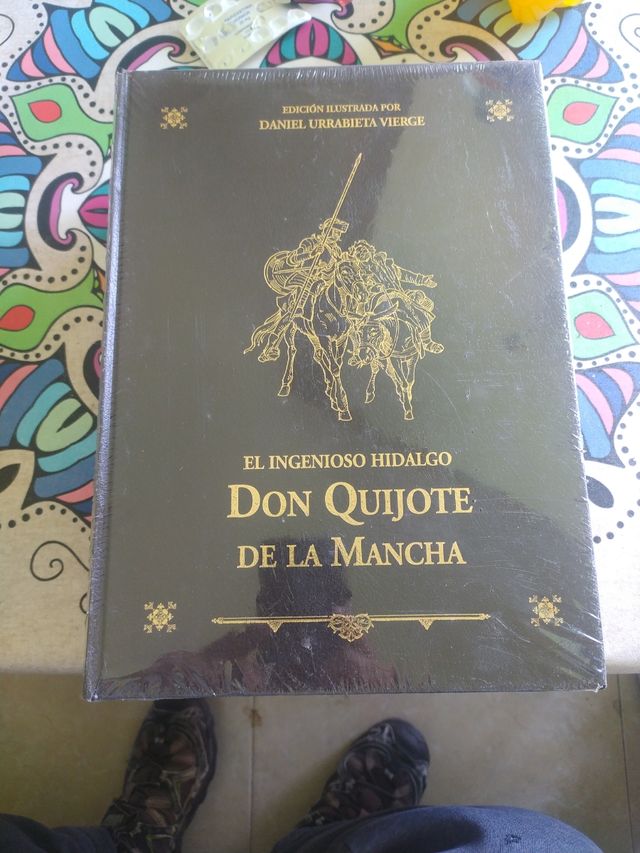 EDICIÓN ILUSTRADA POR
DANIEL URRABIETA VIERGE
EL INGENIOSO HIDALGO
DON QUIJOTE
DE LA MANCHA